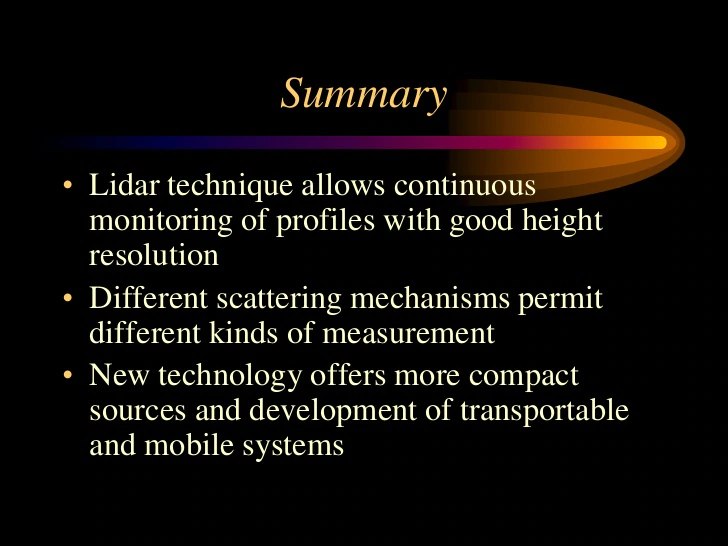 Summary
• Lidar technique allows continuous
monitoring of profiles with good height
resolution
• Different scattering mechanisms permit
different kinds of measurement
• New technology offers more compact
sources and development of transportable
and mobile systems